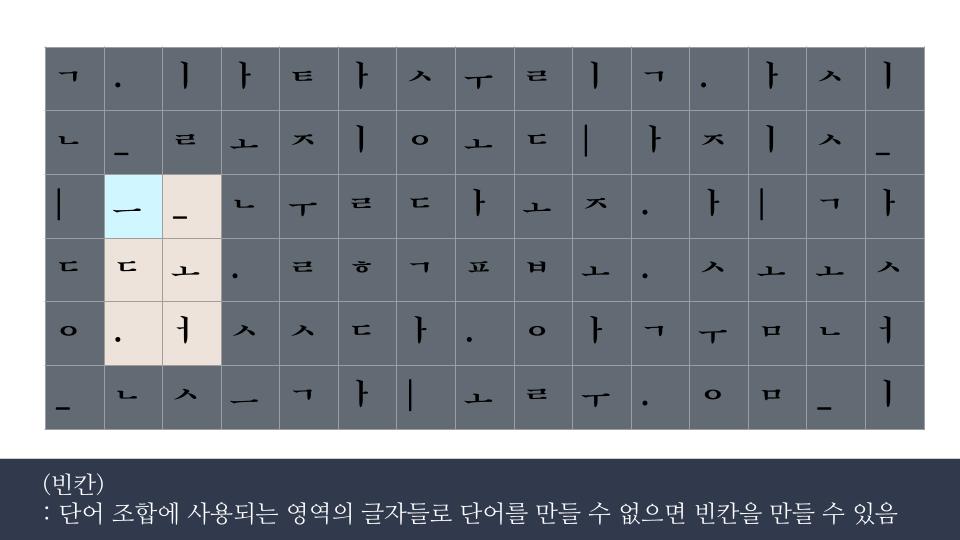 ㄱ . ㅣ ㅏ ㅌ ㅏ ㅅ ㅜ ㄹ ㅣ ㄱ . ㅏ ㅅ ㅣ
ㄴ _ ㄹ ㅗ ㅈ ㅣ ㅇ ㅗ ㄷ | ㅏ ㅈ ㅣ ㅅ _
| ㅡ _ ㄴ ㅜ ㄹ ㄷ ㅏ ㅗ ㅈ . ㅏ | ㄱ ㅏ
ㄷ ㄷ ㅗ . ㄹ ㅎ ㄱ ㅍ ㅂ ㅗ . ㅅ ㅗ ㅗ ㅅ
ㅇ . ㅓ ㅅ ㅅ ㄷ ㅏ . ㅇ ㅏ ㄱ ㅜ ㅁ ㄴ ㅓ
_ ㄴ ㅅ ㅡ ㄱ ㅏ | ㅗ ㄹ ㅜ . ㅇ ㅁ _ ㅣ
(빈칸)
: 단어 조합에 사용되는 영역의 글자들로 단어를 만들 수 없으면 빈칸을 만들 수 있음